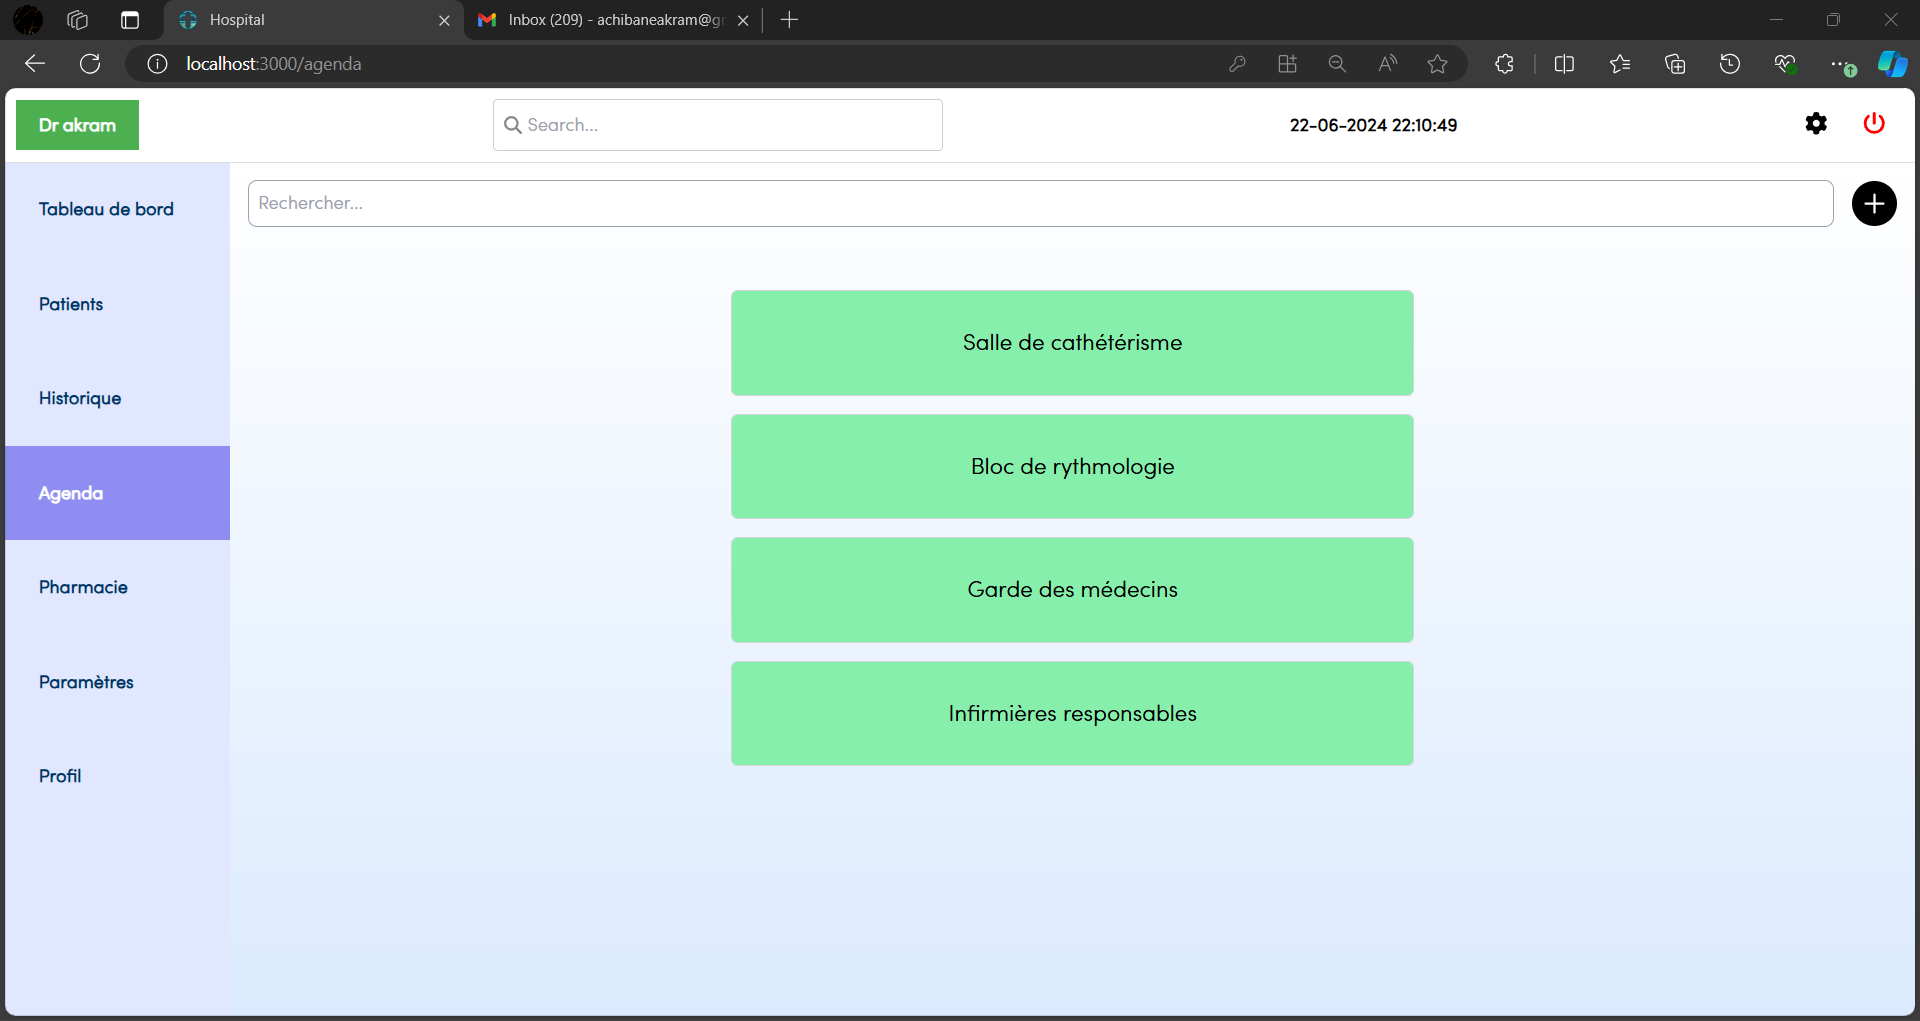 Hospital
Inbox (209) - achibaneakram@gr
localhost:3000/agenda
Dr akram
Search...
22-06-2024 22:10:49
Tableau de bord
Rechercher...
Patients
Historique
Agenda
Pharmacie
Paramètres
Profil
Salle de cathétérisme
Bloc de rythmologie
Garde des médecins
Infirmières responsables